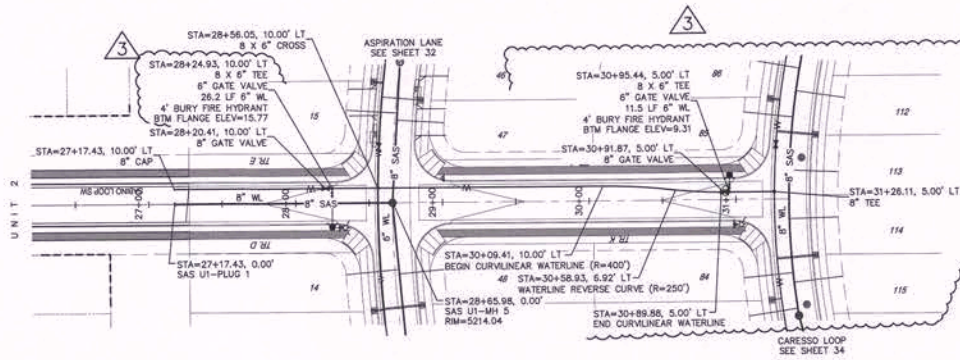 3
3
STA=28+56.05, 10.00' LT
8 X 6" CROSS
ASPIRATION LANE
SEE SHEET 32
STA=28+24.93, 10.00' LT
8 X 6" TEE
6" GATE VALVE
26.2 LF 6" WL
4' BURY FIRE HYDRANT
BTM FLANGE ELEV=15.77
STA=28+20.41, 10.00' LT
8" GATE VALVE
STA=27+17.43, 10.00' LT
8" CAP
STA=30+95.44, 5.00' LT
8 X 6" TEE
6" GATE VALVE
11.5 LF 6" WL
4' BURY FIRE HYDRANT
BTM FLANGE ELEV=9.31
STA=30+91.87, 5.00' LT
8" GATE VALVE
46
86
15
47
85
112
113
TR.E
8" SAS
8" SAS
UNIT 2
LOOP SW
8" WL
27+00
28+00
8" SAS
29+00
30+00
W
STA=31+26.11, 5.00' LT
8" TEE
6" WL
8" WL
TR.D
TR.K
114
STA=27+17.43, 0.00'
SAS U1-PLUG 1
14
48
84
115
STA=30+09.41, 10.00' LT
BEGIN CURVILINEAR WATERLINE (R=400')
STA=30+58.93, 6.92' LT
WATERLINE REVERSE CURVE (R=250')
STA=28+65.98, 0.00'
SAS U1-MH 5
RIM=5214.04
STA=30+89.88, 5.00' LT
END CURVILINEAR WATERLINE
CARESSO LOOP
SEE SHEET 34